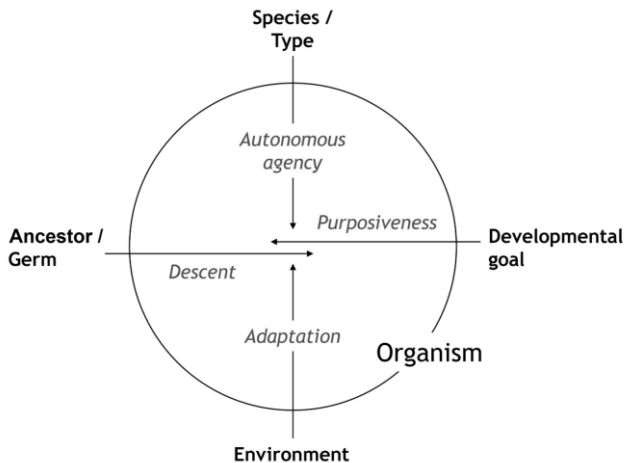 Species /
Type
Autonomous
agency
Purposiveness
Ancestor /
Germ
Developmental
goal
Descent
Adaptation
Organism
Environment